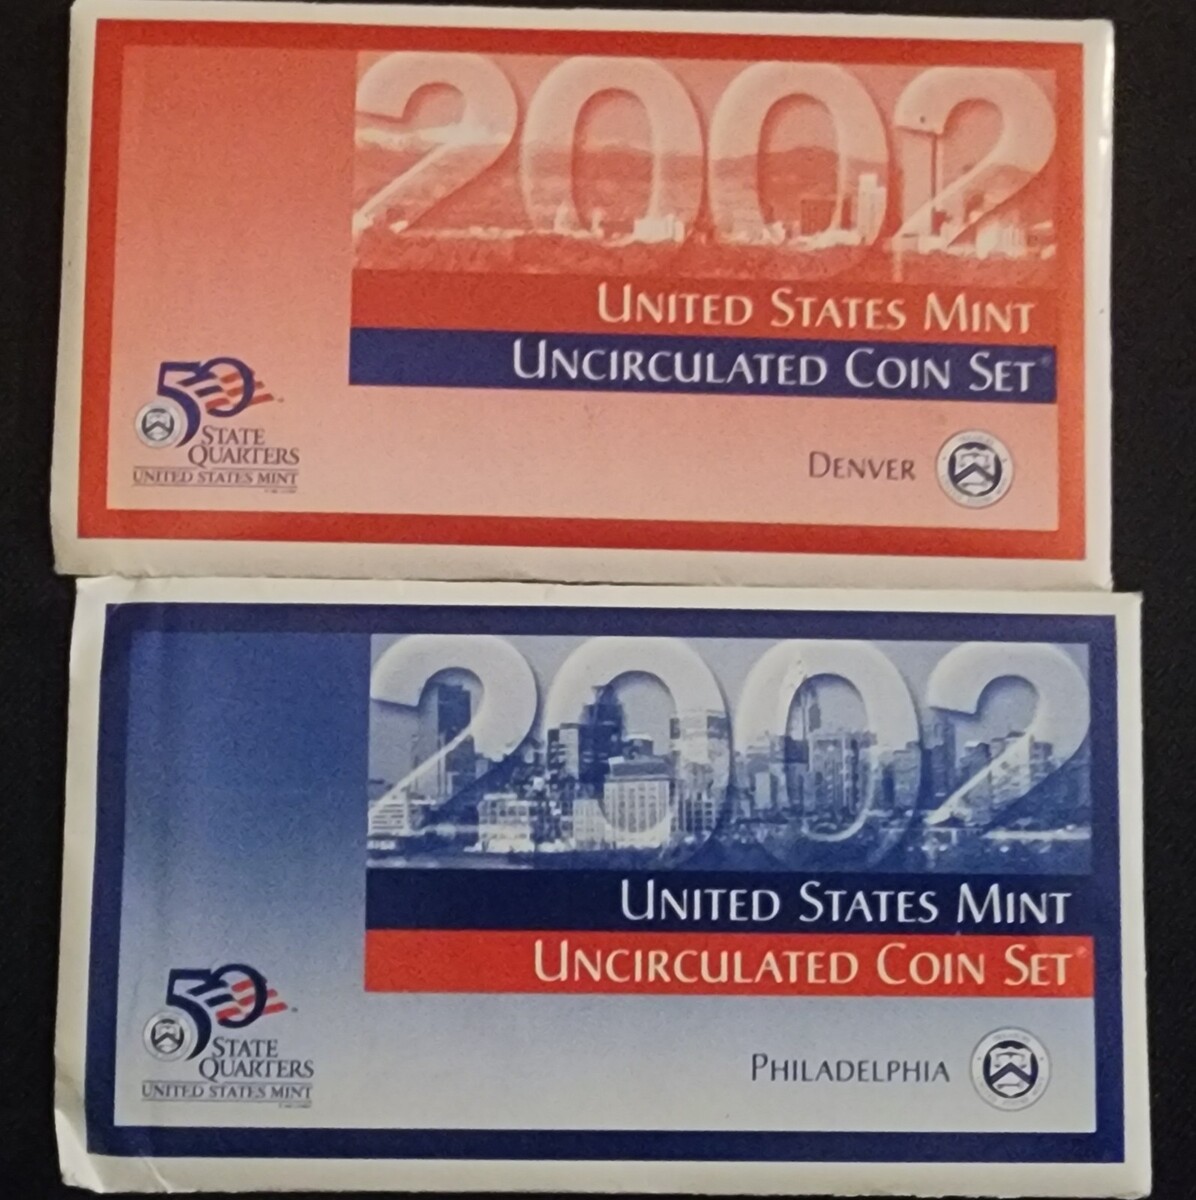 2002
UNITED STATES MINT
UNCIRCULATED COIN SET
50
STATE
QUARTERS
UNITED STATES MINT
DENVER
2002
UNITED STATES MINT
UNCIRCULATED COIN SET
50
STATE
QUARTERS
UNITED STATES MINT
PHILADELPHIA